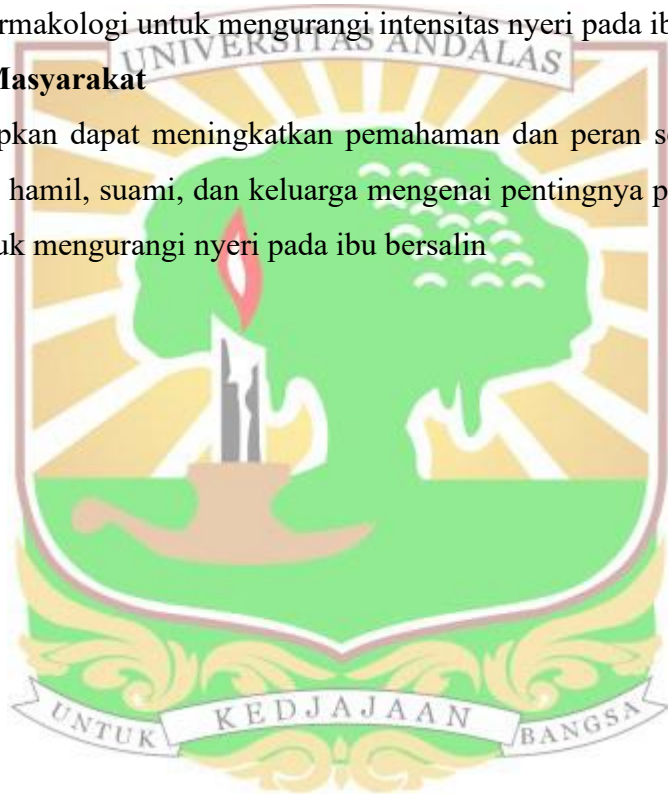 rmakologi untuk mengurangi intensitas nyeri pada ib
UNIVERSITAS ANDALAS
Masyarakat
pkan dapat meningkatkan pemahaman dan peran s
hamil, suami, dan keluarga mengenai pentingnya p
uk mengurangi nyeri pada ibu bersalin
UNTUK KEDJAJAAN BANGSA